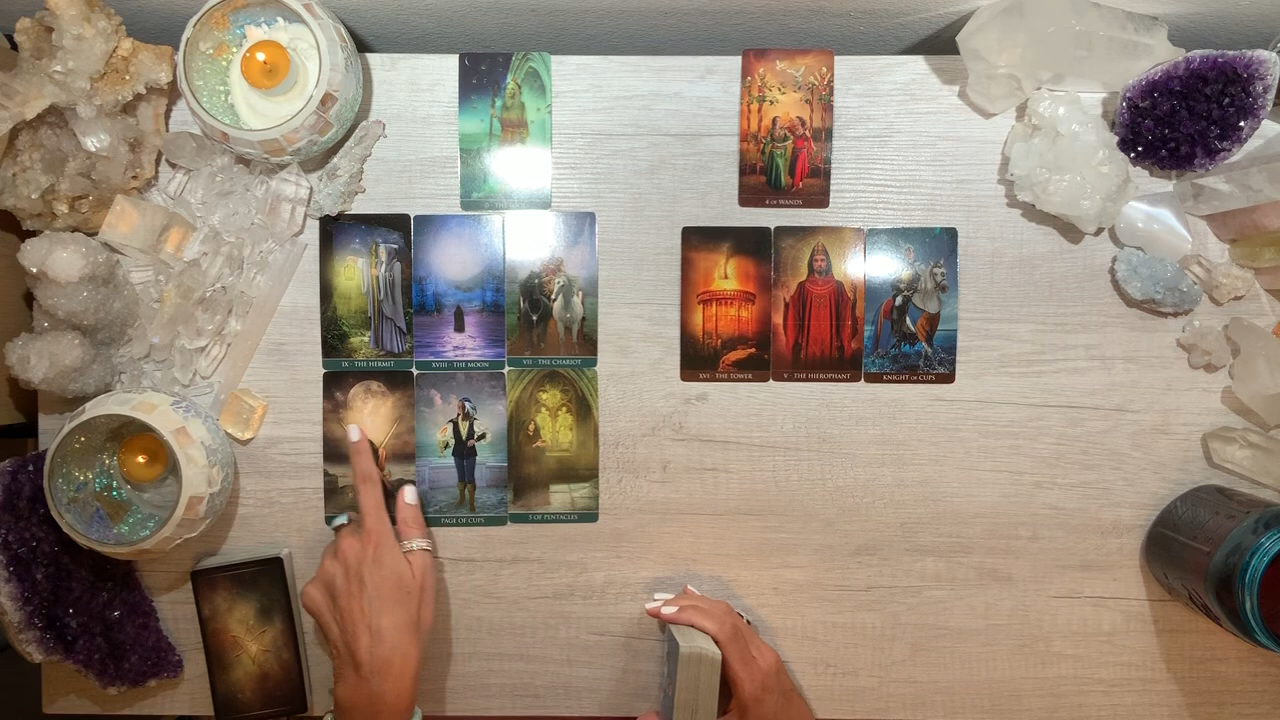 4 OF WANDS
IX - THE HERMIT
XVIII - THE MOON
VII - THE CHARIOT
XVI - THE TOWER
V - THE HIEROPHANT
KNIGHT OF CUPS
PAGE OF CUPS
5 OF PENTACLES